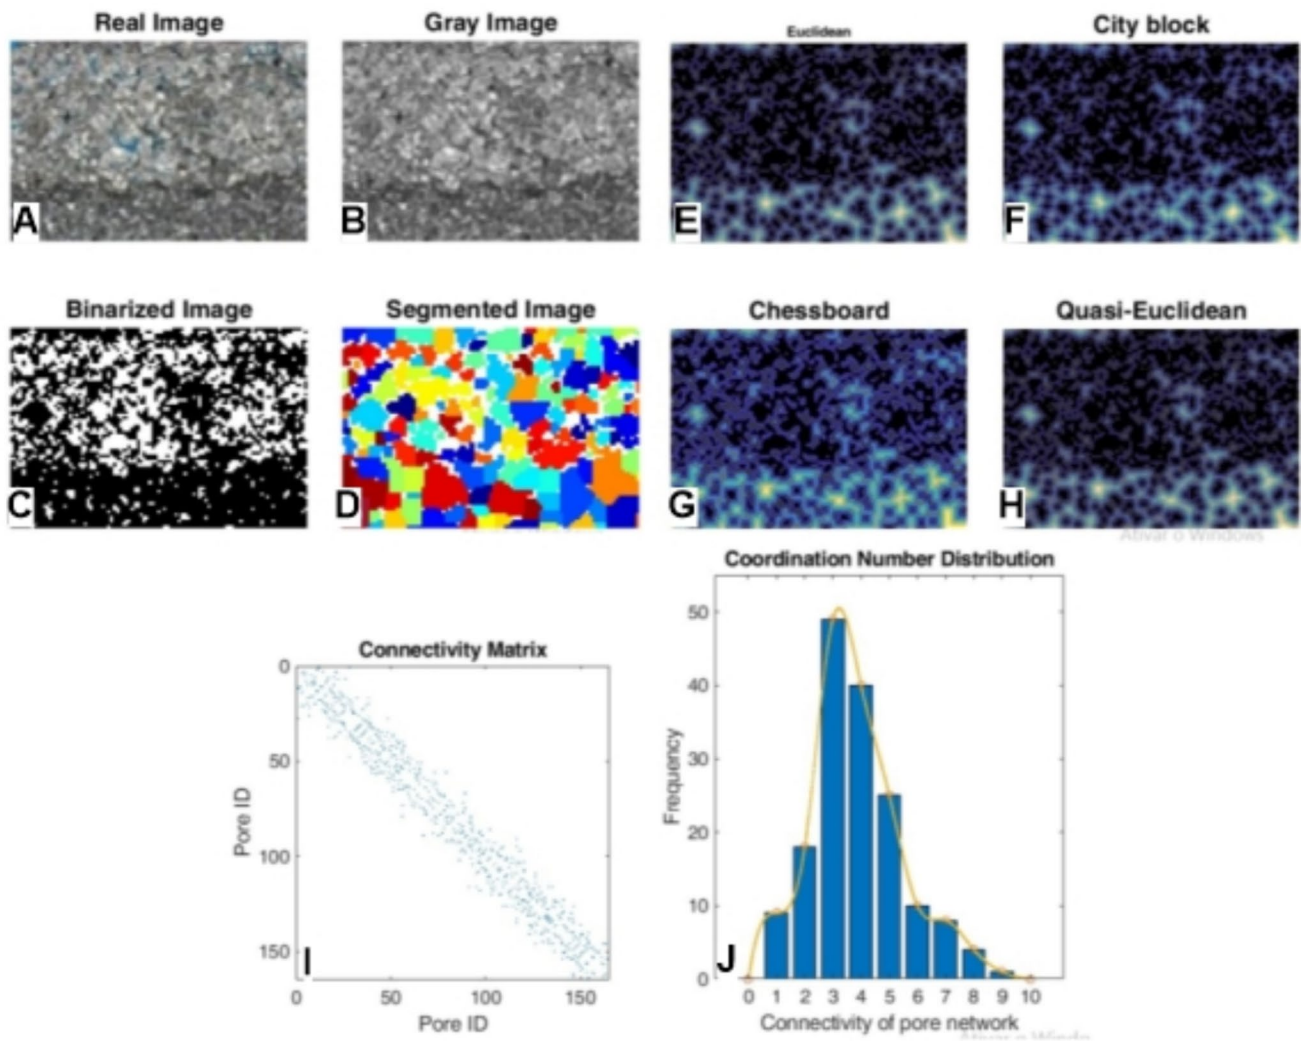 Real Image
Gray Image
Euclidean
City block
A
B
E
F
Binarized Image
Segmented Image
Chessboard
Quasi-Euclidean
C
D
G
H
Ativar o Windows
Coordination Number Distribution
Connectivity Matrix
0
50
100
150
Pore ID
I
0
50
100
150
Pore ID
50
40
30
20
10
0
Frequency
J
0 1 2 3 4 5 6 7 8 9 10
Connectivity of pore network